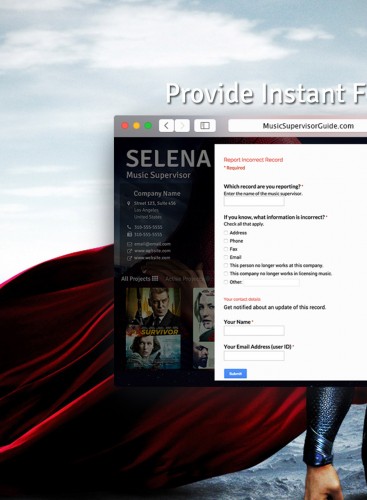 Provide Instant F
MusicSupervisorGuide.com
SELENA
Music Supervisor
Company Name
Street 123, Suite 456
Los Angeles
United States
310-555-5555
310 555-5555
email@email.com
www.website.com
www.website.com
All Projects
Active Projects
SURVIVOR
Report Incorrect Record
* Required
Which record are you reporting? *
Enter the name of the music supervisor.
If you know, what information is incorrect? *
Check all that apply.
Address
Phone
Fax
Email
This person no longer works at this company.
This company no longer works in licensing music.
Other:
Your contact details
Get notified about an update of this record.
Your Name *
Your Email Address (user ID) *
Submit